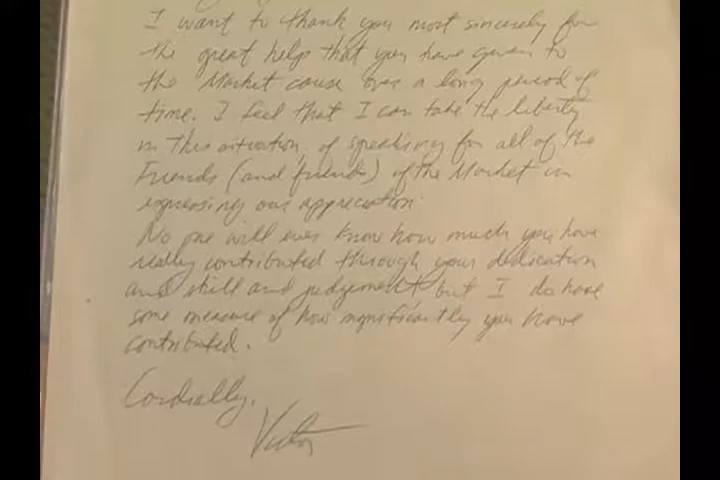 I want to thank you most sincerely for
the great help that you have given to
the Market cause over a long period of
time. I feel that I can take the liberty
in this situation, of speaking for all of the
Friends (and friends) of the Market in
expressing our appreciation.
No one will ever know how much you have
really contributed through your dedication
and skill and judgement but I do have
some measure of how significantly you have
contributed.
Cordially,
Victor